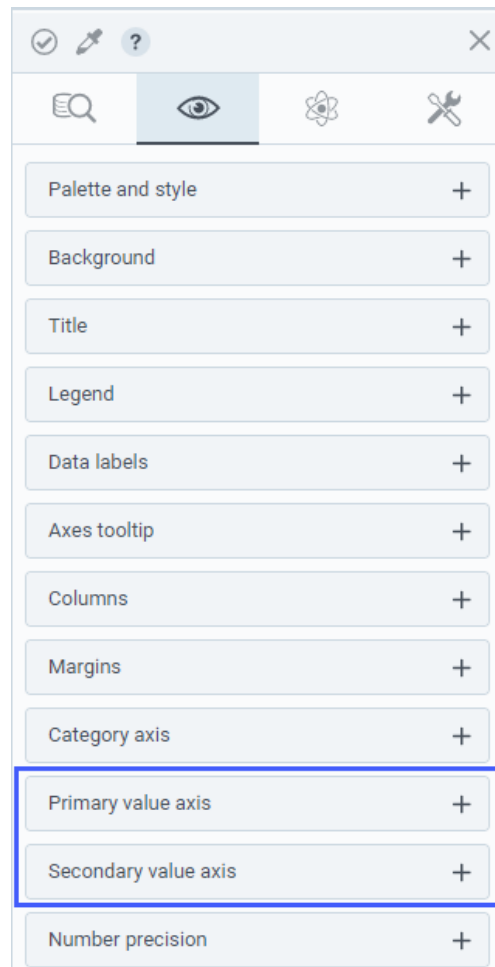 ?
Palette and style
Background
Title
Legend
Data labels
Axes tooltip
Columns
Margins
Category axis
Primary value axis
Secondary value axis
Number precision